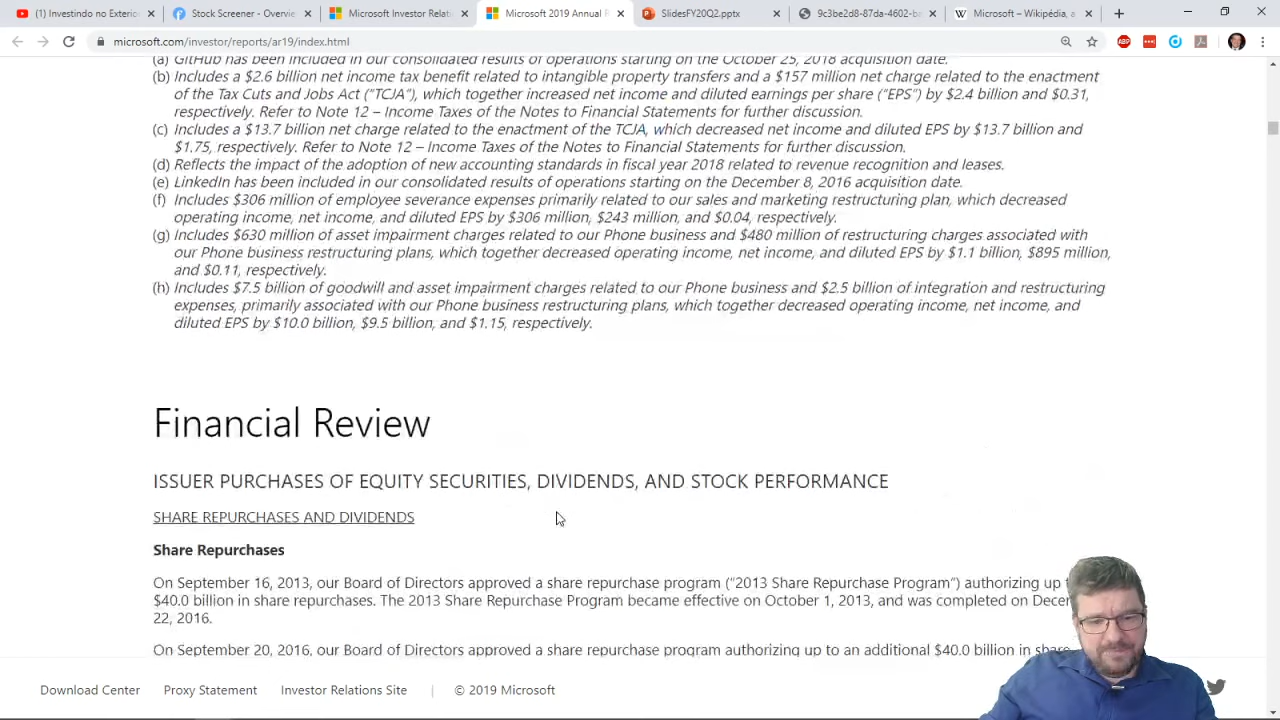 Investindo no Exterio
Stock Screener - Overvie
Microsoft Investor Relati
Microsoft 2019 Annual R
SlidesFY20Q2.pptx
9c3be2d8-87da-4602-b
Microsoft – Wikipédia, a
microsoft.com/investor/reports/ar19/index.html
ABP
(a) GitHub has been included in our consolidated results of operations starting on the October 25, 2018 acquisition date.
(b) Includes a $2.6 billion net income tax benefit related to intangible property transfers and a $157 million net charge related to the enactment
of the Tax Cuts and Jobs Act (“TCJA”), which together increased net income and diluted earnings per share (“EPS”) by $2.4 billion and $0.31,
respectively. Refer to Note 12 – Income Taxes of the Notes to Financial Statements for further discussion.
(c) Includes a $13.7 billion net charge related to the enactment of the TCJA, which decreased net income and diluted EPS by $13.7 billion and
$1.75, respectively. Refer to Note 12 – Income Taxes of the Notes to Financial Statements for further discussion.
(d) Reflects the impact of the adoption of new accounting standards in fiscal year 2018 related to revenue recognition and leases.
(e) LinkedIn has been included in our consolidated results of operations starting on the December 8, 2016 acquisition date.
(f) Includes $306 million of employee severance expenses primarily related to our sales and marketing restructuring plan, which decreased
operating income, net income, and diluted EPS by $306 million, $243 million, and $0.04, respectively.
(g) Includes $630 million of asset impairment charges related to our Phone business and $480 million of restructuring charges associated with
our Phone business restructuring plans, which together decreased operating income, net income, and diluted EPS by $1.1 billion, $895 million,
and $0.11, respectively.
(h) Includes $7.5 billion of goodwill and asset impairment charges related to our Phone business and $2.5 billion of integration and restructuring
expenses, primarily associated with our Phone business restructuring plans, which together decreased operating income, net income, and
diluted EPS by $10.0 billion, $9.5 billion, and $1.15, respectively.
Financial Review
ISSUER PURCHASES OF EQUITY SECURITIES, DIVIDENDS, AND STOCK PERFORMANCE
SHARE REPURCHASES AND DIVIDENDS
Share Repurchases
On September 16, 2013, our Board of Directors approved a share repurchase program (“2013 Share Repurchase Program”) authorizing up
$40.0 billion in share repurchases. The 2013 Share Repurchase Program became effective on October 1, 2013, and was completed on Dece
22, 2016.
On September 20, 2016, our Board of Directors approved a share repurchase program authorizing up to an additional $40.0 billion in share
Download Center
Proxy Statement
Investor Relations Site
|
© 2019 Microsoft